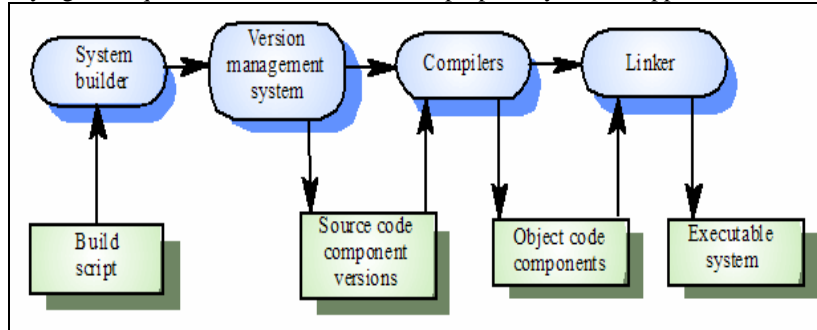 System
builder
Version
management
system
Compilers
Linker
Build
script
Source code
component
versions
Object code
components
Executable
system